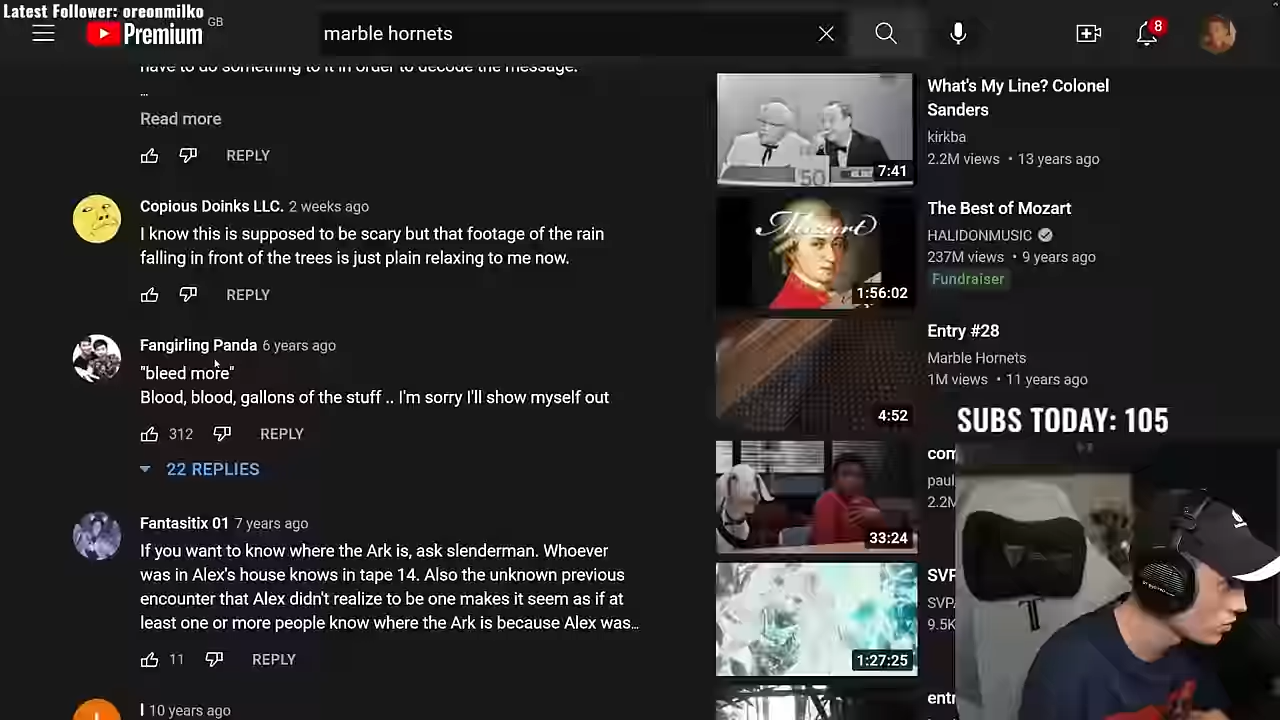 Latest Follower: oreonmilko
Premium
GB
marble hornets
8
have to do something to it in order to decode the message.
...
Read more
REPLY
Copious Doinks LLC. 2 weeks ago
I know this is supposed to be scary but that footage of the rain
falling in front of the trees is just plain relaxing to me now.
REPLY
Fangirling Panda 6 years ago
"bleed more"
Blood, blood, gallons of the stuff .. I'm sorry I'll show myself out
312 REPLY
22 REPLIES
Fantasitix 01 7 years ago
If you want to know where the Ark is, ask slenderman. Whoever
was in Alex's house knows in tape 14. Also the unknown previous
encounter that Alex didn't realize to be one makes it seem as if at
least one or more people know where the Ark is because Alex was...
11 REPLY
I 10 years ago
50
7:41
What's My Line? Colonel
Sanders
kirkba
2.2M views • 13 years ago
Mozart
1:56:02
The Best of Mozart
HALIDONMUSIC
237M views • 9 years ago
Fundraiser
4:52
Entry #28
Marble Hornets
1M views • 11 years ago
SUBS TODAY: 105
33:24
com
paul
2.2M
1:27:25
SVP
9.5K
entr